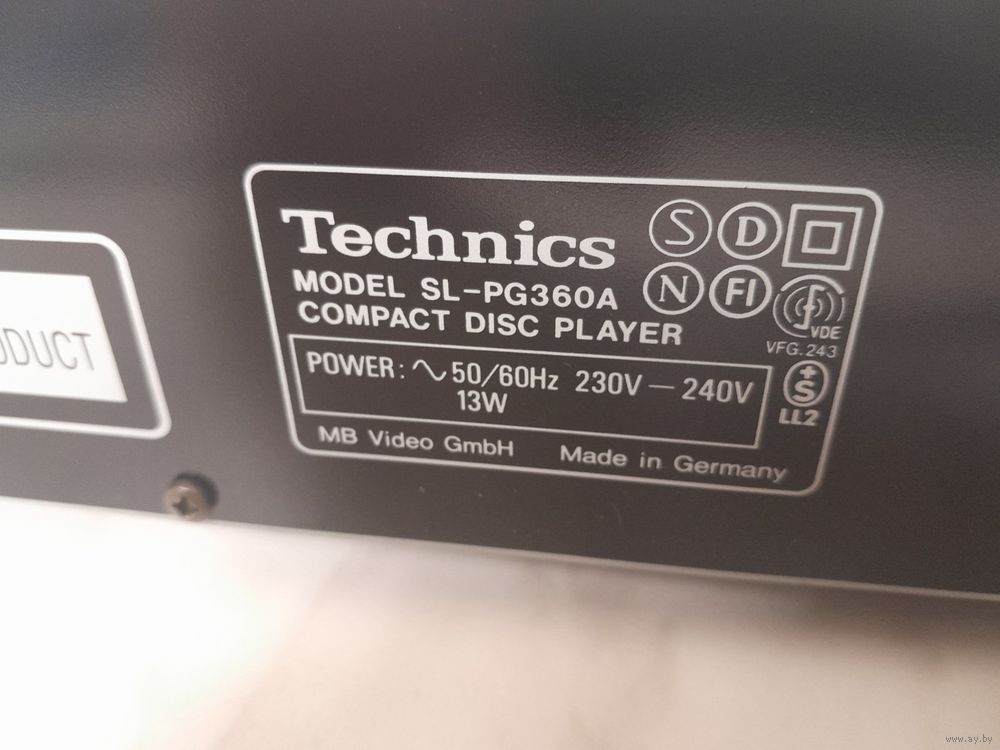 Technics
MODEL SL-PG360A
COMPACT DISC PLAYER
S D
N FI
VDE
VFG.243
+S
LL2
POWER: ∿ 50/60Hz 230V — 240V
13W
MB Video GmbH Made in Germany
www.ay.by